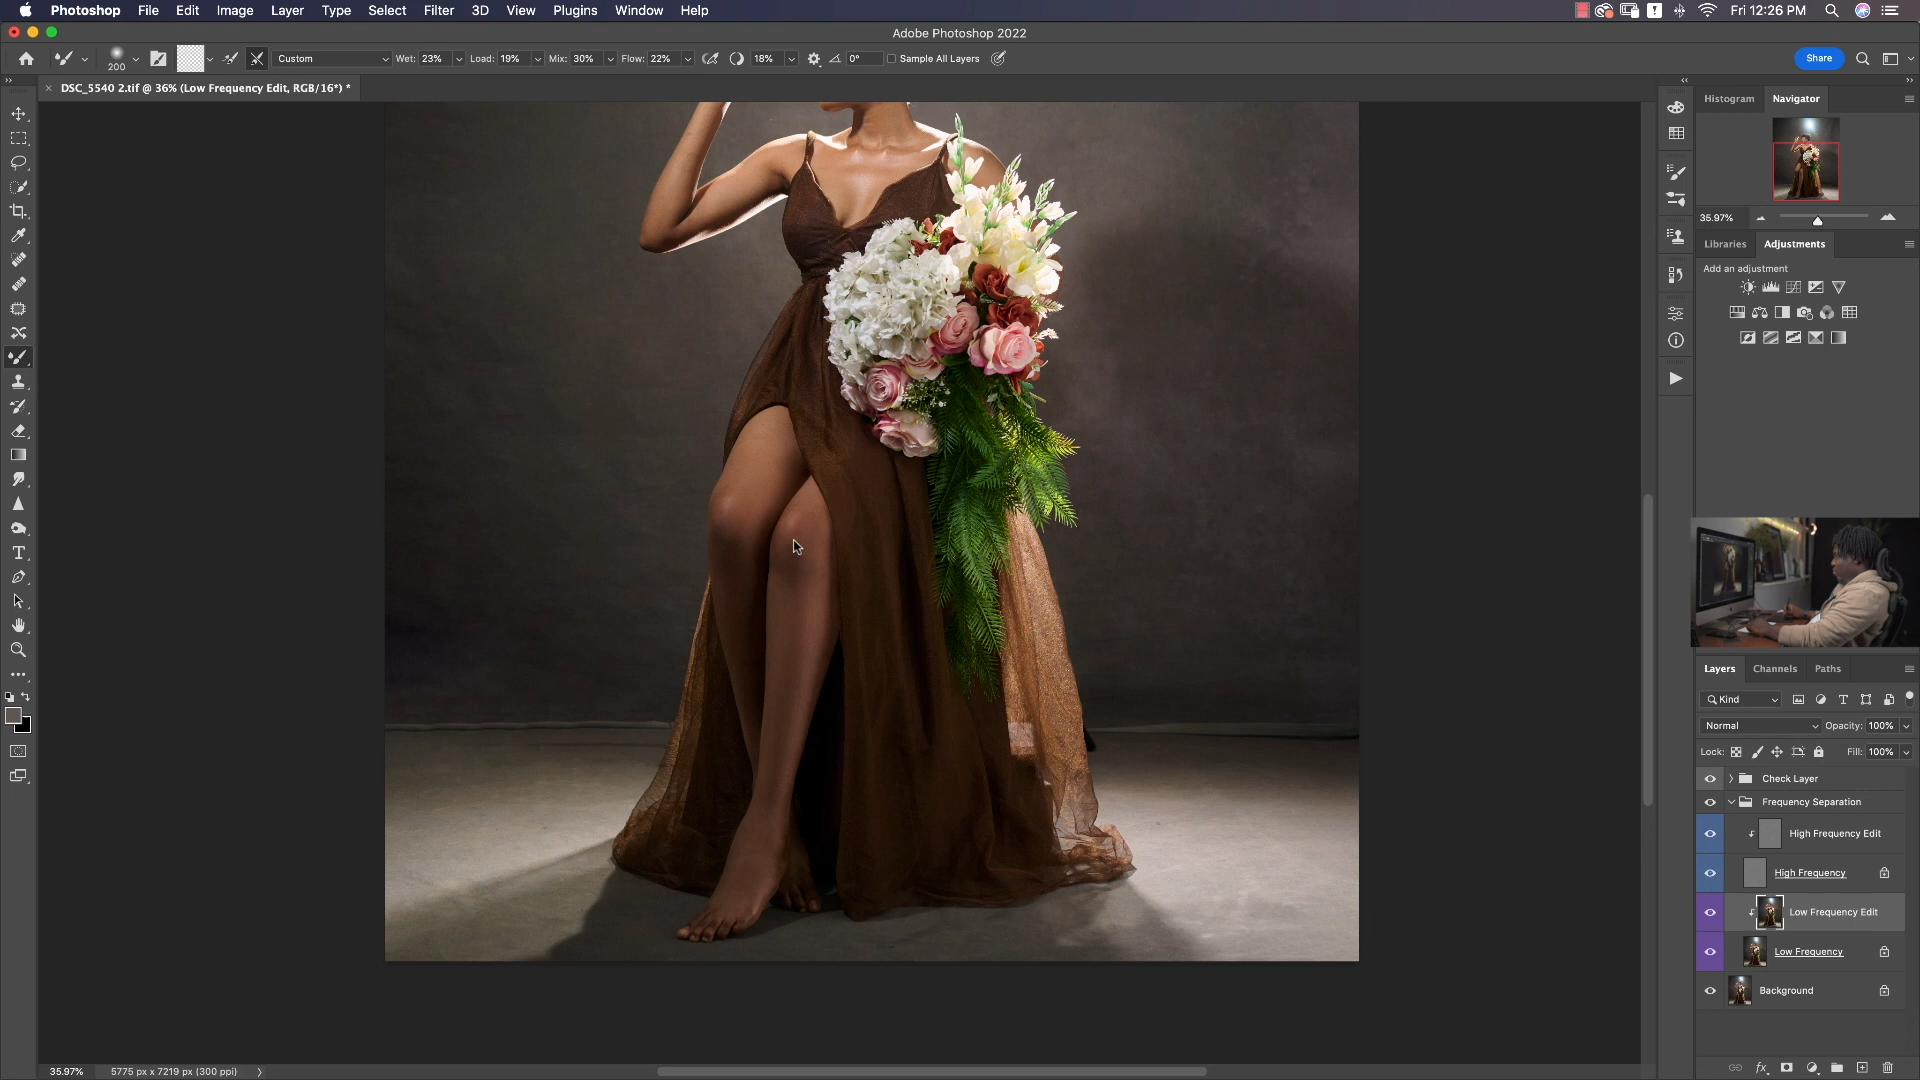 Photoshop File Edit Image Layer Type Select Filter 3D View Plugins Window Help Fri 12:26 PM
Adobe Photoshop 2022
200 Custom Wet: 23% Load: 19% Mix: 30% Flow: 22% 18% 0° Sample All Layers Share
× DSC_5540 2.tif @ 36% (Low Frequency Edit, RGB/16*) *
Histogram Navigator
35.97%
Libraries Adjustments
Add an adjustment
Layers Channels Paths
Kind
Normal Opacity: 100%
Lock: Fill: 100%
Check Layer
Frequency Separation
High Frequency Edit
High Frequency
Low Frequency Edit
Low Frequency
Background
35.97% 5775 px x 7219 px (300 ppi)